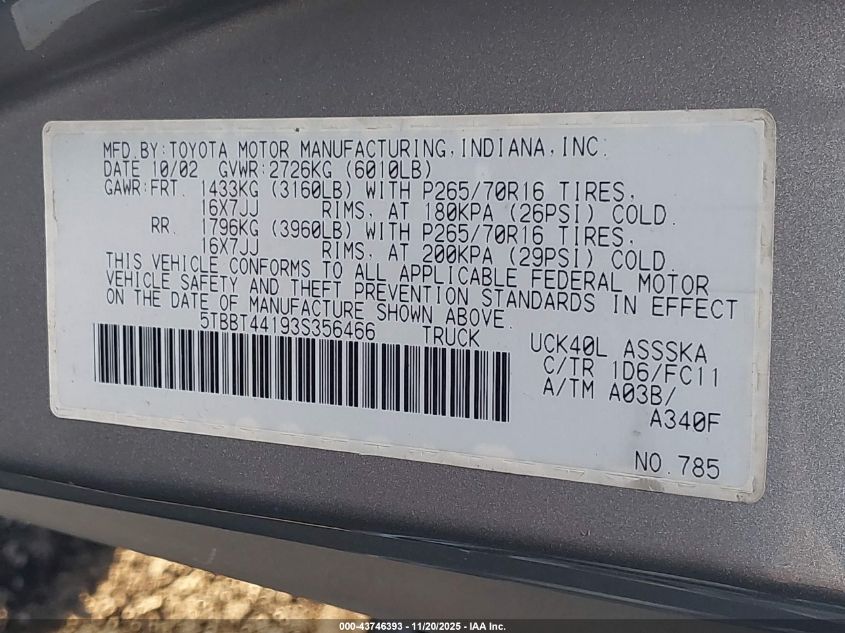 MFD.BY:TOYOTA MOTOR MANUFACTURING,INDIANA,INC.
DATE 10/02 GVWR:2726KG (6010LB)
GAWR:FRT. 1433KG (3160LB) WITH P265/70R16 TIRES,
16X7JJ RIMS, AT 180KPA (26PSI) COLD.
RR. 1796KG (3960LB) WITH P265/70R16 TIRES,
16X7JJ RIMS, AT 200KPA (29PSI) COLD.
THIS VEHICLE CONFORMS TO ALL APPLICABLE FEDERAL MOTOR
VEHICLE SAFETY AND THEFT PREVENTION STANDARDS IN EFFECT
ON THE DATE OF MANUFACTURE SHOWN ABOVE.
5TBBT44193S356466 TRUCK
UCK40L ASSSKA
C/TR 1D6/FC11
A/TM A03B/
A340F
NO.785
000-43746393 - 11/20/2025 - IAA Inc.